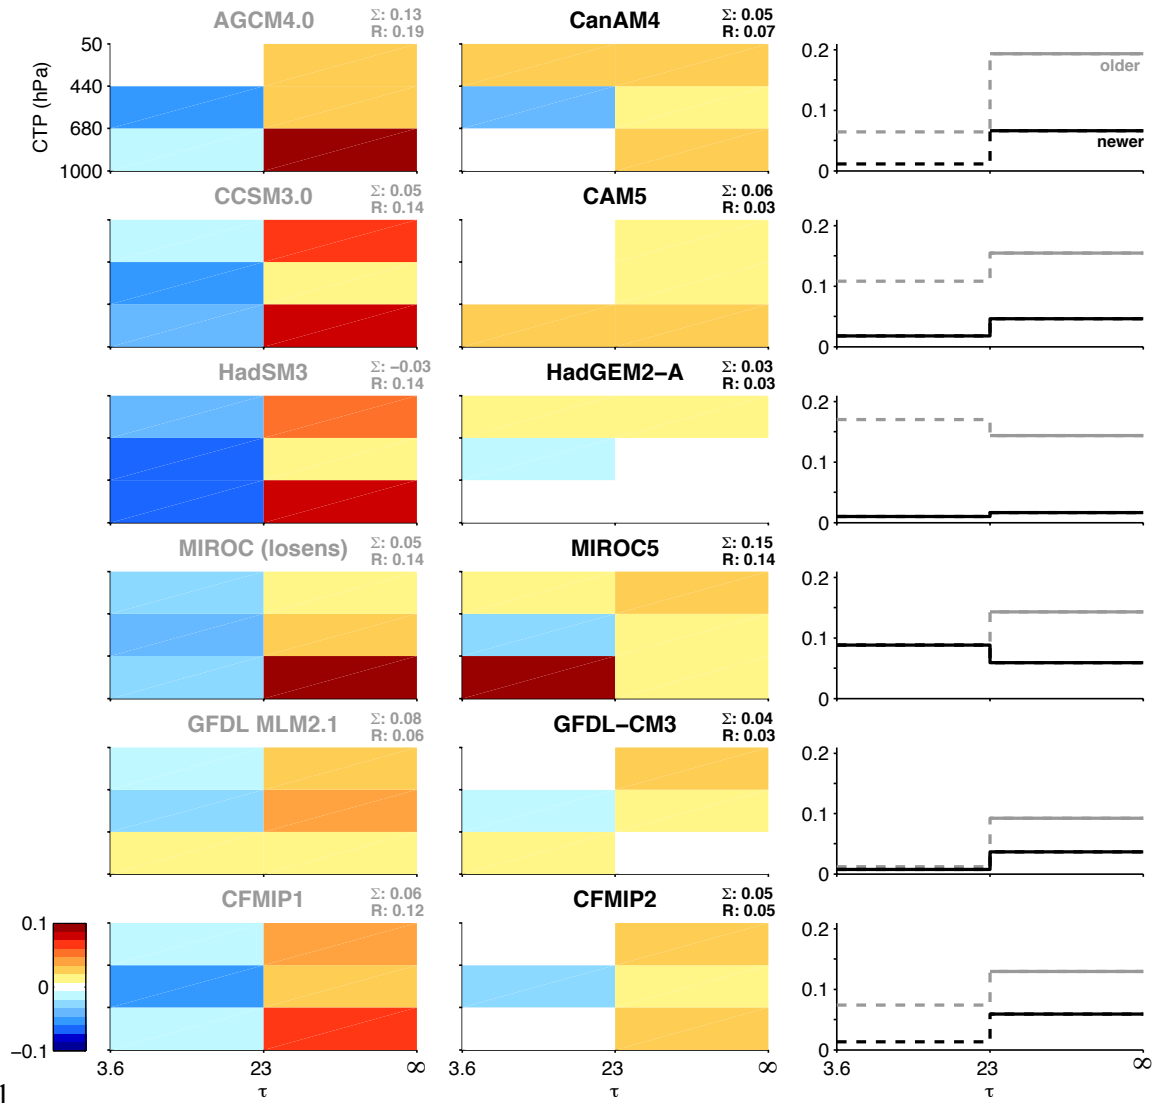 AGCM4.0
Σ: 0.13
R: 0.19
CanAM4
Σ: 0.05
R: 0.07
50
440
680
1000
CTP (hPa)
0.2
0.1
0
older
newer
CCSM3.0
Σ: 0.05
R: 0.14
CAM5
Σ: 0.06
R: 0.03
0.2
0.1
0
HadSM3
Σ: −0.03
R: 0.14
HadGEM2−A
Σ: 0.03
R: 0.03
0.2
0.1
0
MIROC (losens)
Σ: 0.05
R: 0.14
MIROC5
Σ: 0.15
R: 0.14
0.2
0.1
0
GFDL MLM2.1
Σ: 0.08
R: 0.06
GFDL−CM3
Σ: 0.04
R: 0.03
0.2
0.1
0
CFMIP1
Σ: 0.06
R: 0.12
CFMIP2
Σ: 0.05
R: 0.05
0.1
0
−0.1
0.2
0.1
0
3.6 23 ∞
τ
3.6 23 ∞
τ
3.6 23 ∞
τ
1